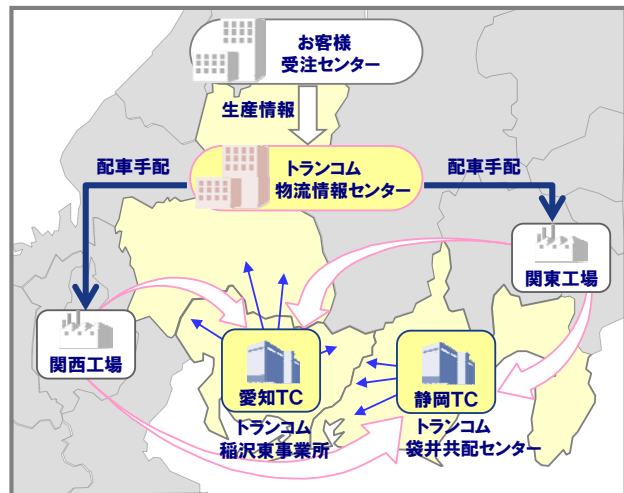 お客様
受注センター
生産情報
トランコム
物流情報センター
配車手配
配車手配
関東工場
関西工場
愛知TC
静岡TC
トランコム
稲沢東事業所
トランコム
袋井共配センター